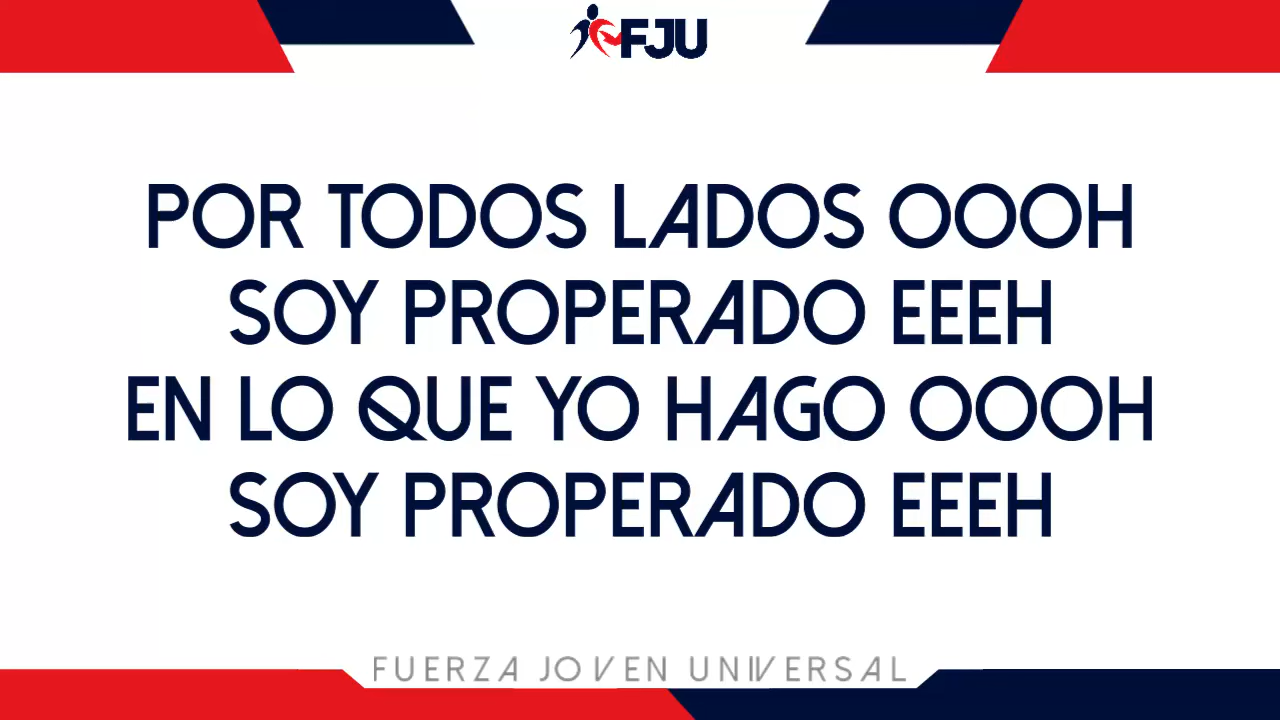 FJU
POR TODOS LADOS OOOH
SOY PROPERADO EEEH
EN LO QUE YO HAGO OOOH
SOY PROPERADO EEEH
FUERZA JOVEN UNIVERSAL